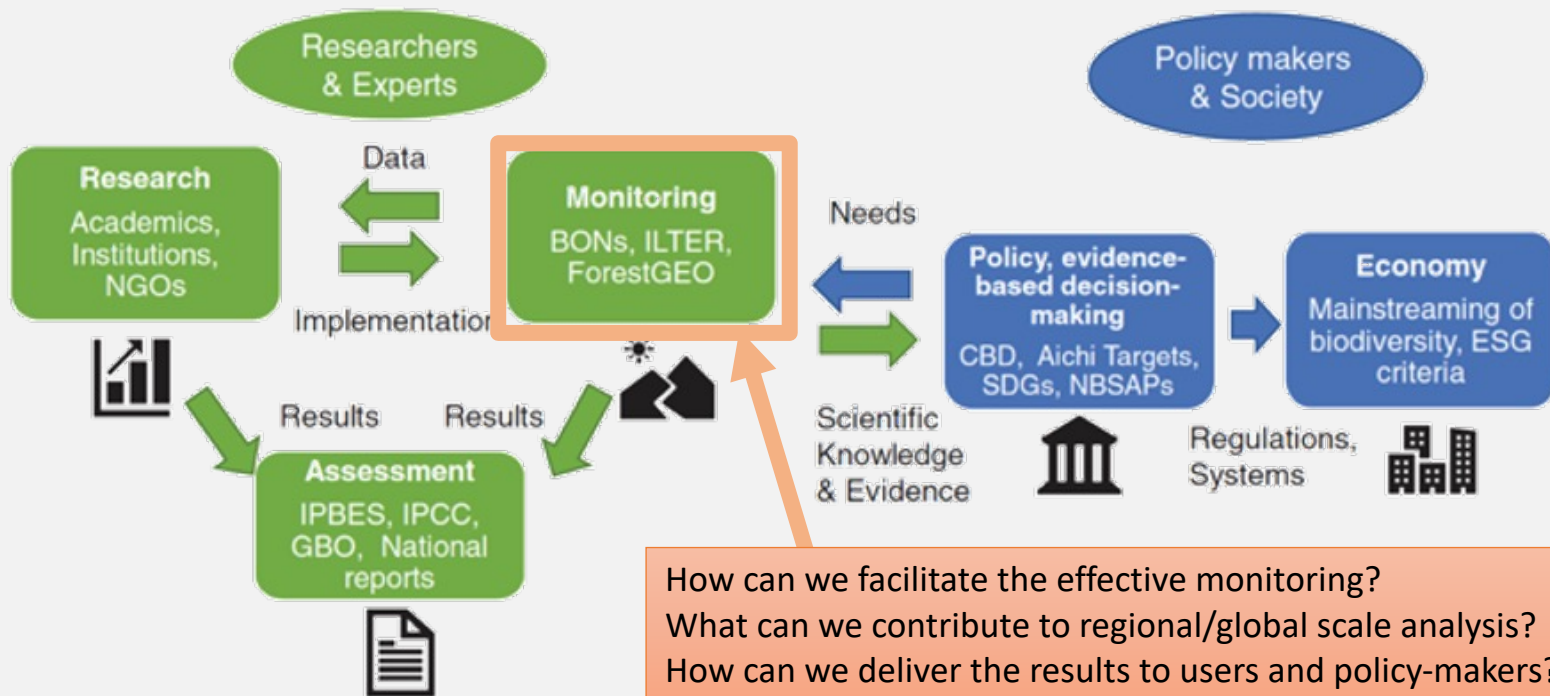 Researchers
& Experts
Policy makers
& Society
Research
Academics,
Institutions,
NGOs
Data
Implementation
Monitoring
BONs, ILTER,
ForestGEO
Needs
Scientific
Knowledge
& Evidence
Policy, evidence-
based decision-
making
CBD, Aichi Targets,
SDGs, NBSAPs
Regulations,
Systems
Economy
Mainstreaming of
biodiversity, ESG
criteria
Results
Results
Assessment
IPBES, IPCC,
GBO, National
reports
How can we facilitate the effective monitoring?
What can we contribute to regional/global scale analysis?
How can we deliver the results to users and policy-makers?